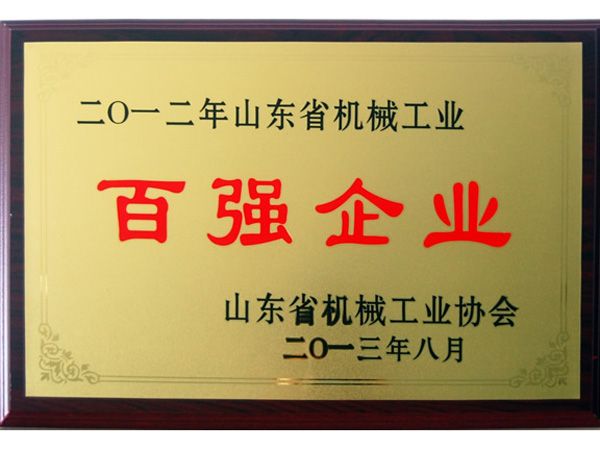 二〇一二年山东省机械工业
百强企业
山东省机械工业协会
二〇一三年八月